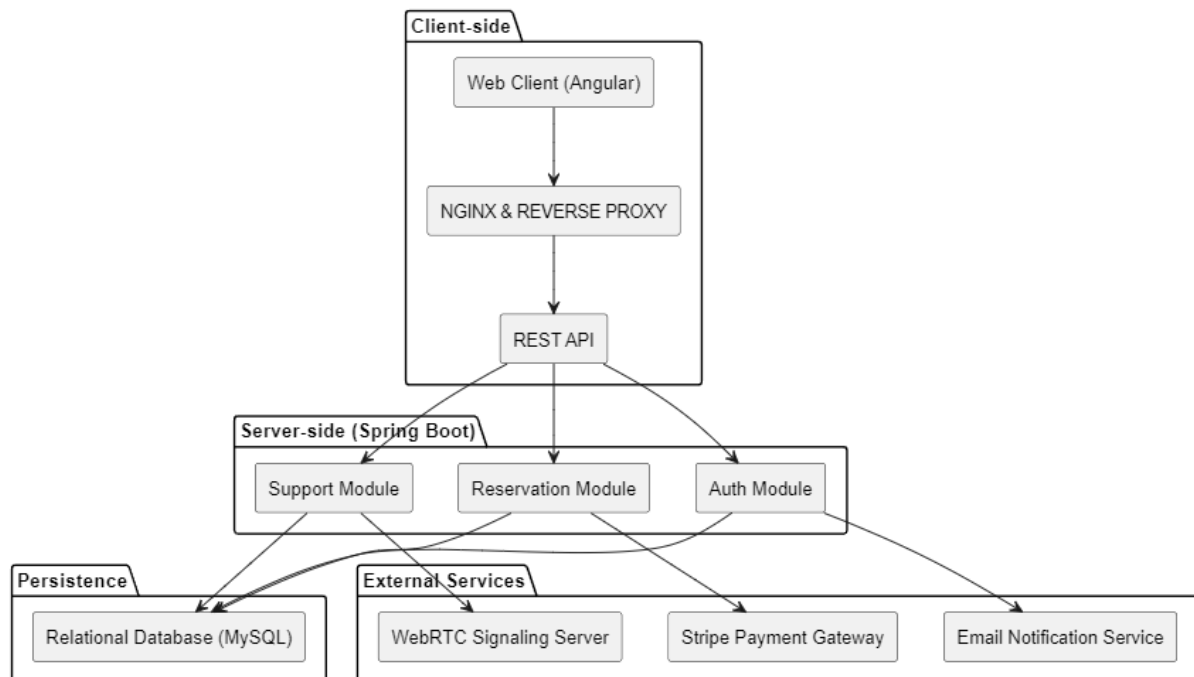 Client-side
Web Client (Angular)
NGINX & REVERSE PROXY
REST API
Server-side (Spring Boot)
Support Module
Reservation Module
Auth Module
Persistence
External Services
Relational Database (MySQL)
WebRTC Signaling Server
Stripe Payment Gateway
Email Notification Service